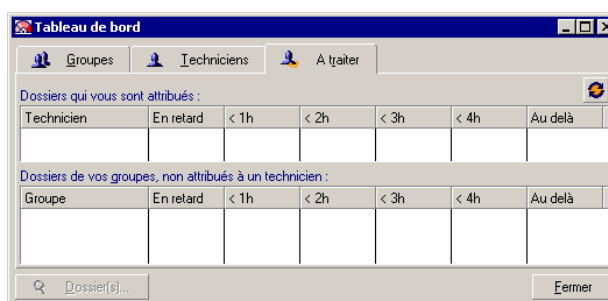 Tableau de bord
Groupes Techniciens A traiter
Dossiers qui vous sont attribués :
Technicien En retard < 1h < 2h < 3h < 4h Au delà
Dossiers de vos groupes, non attribués à un technicien :
Groupe En retard < 1h < 2h < 3h < 4h Au delà
Dossier(s)... Fermer